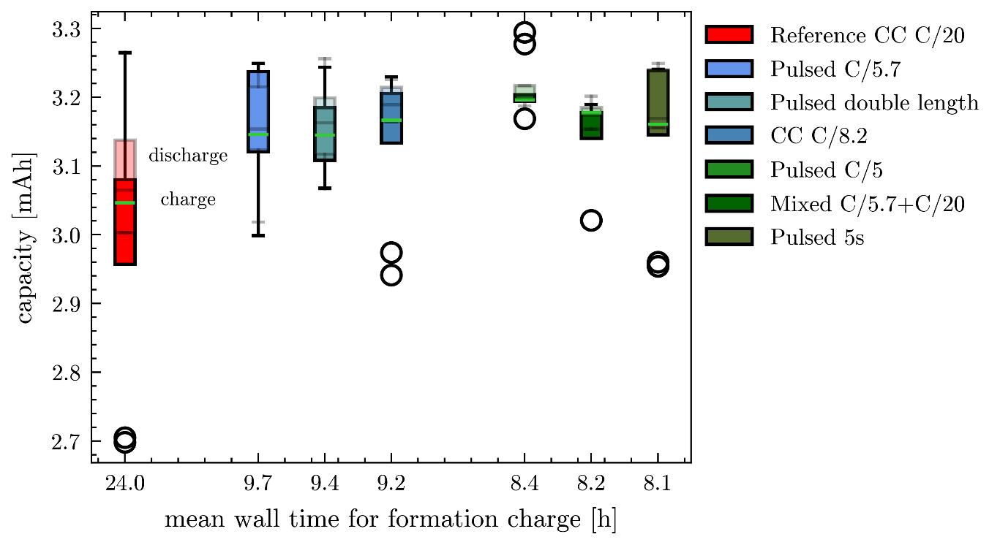 3.3
3.2
3.1
3.0
2.9
2.8
2.7
capacity [mAh]
discharge
charge
24.0
9.7
9.4
9.2
8.4
8.2
8.1
mean wall time for formation charge [h]
Reference CC C/20
Pulsed C/5.7
Pulsed double length
CC C/8.2
Pulsed C/5
Mixed C/5.7+C/20
Pulsed 5s